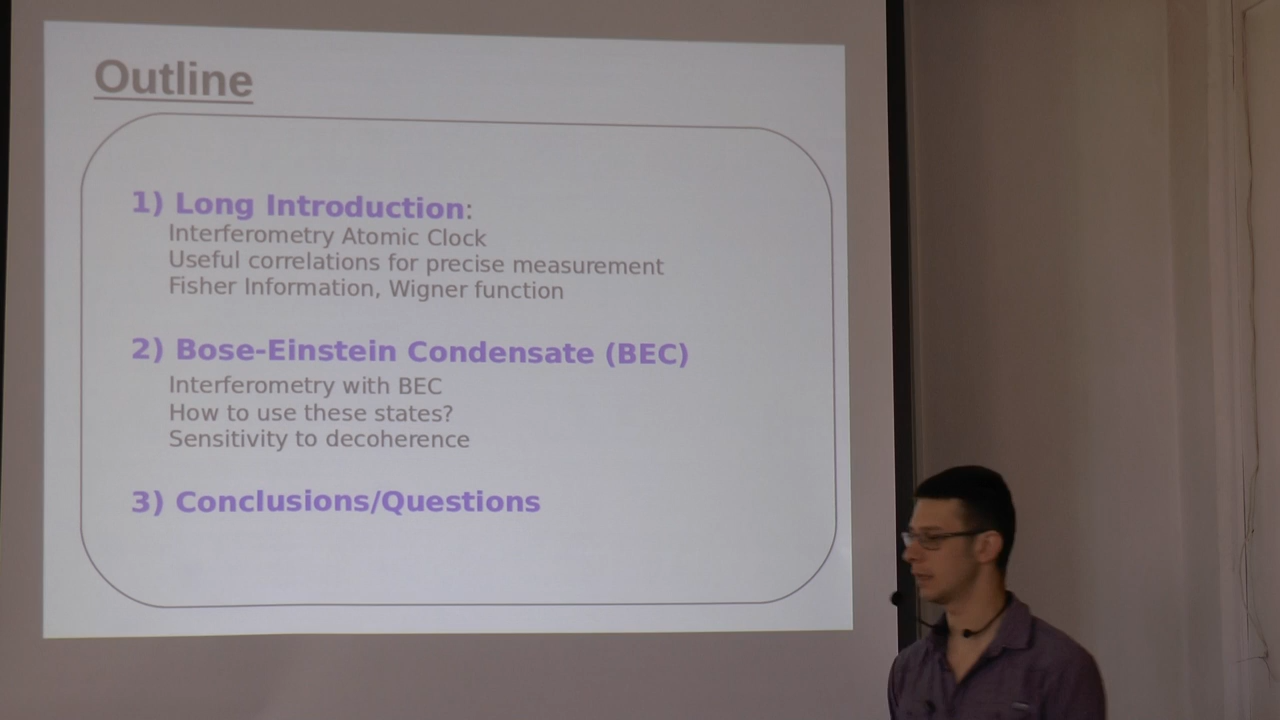 Outline
1) Long Introduction:
Interferometry Atomic Clock
Useful correlations for precise measurement
Fisher Information, Wigner function
2) Bose-Einstein Condensate (BEC)
Interferometry with BEC
How to use these states?
Sensitivity to decoherence
3) Conclusions/Questions